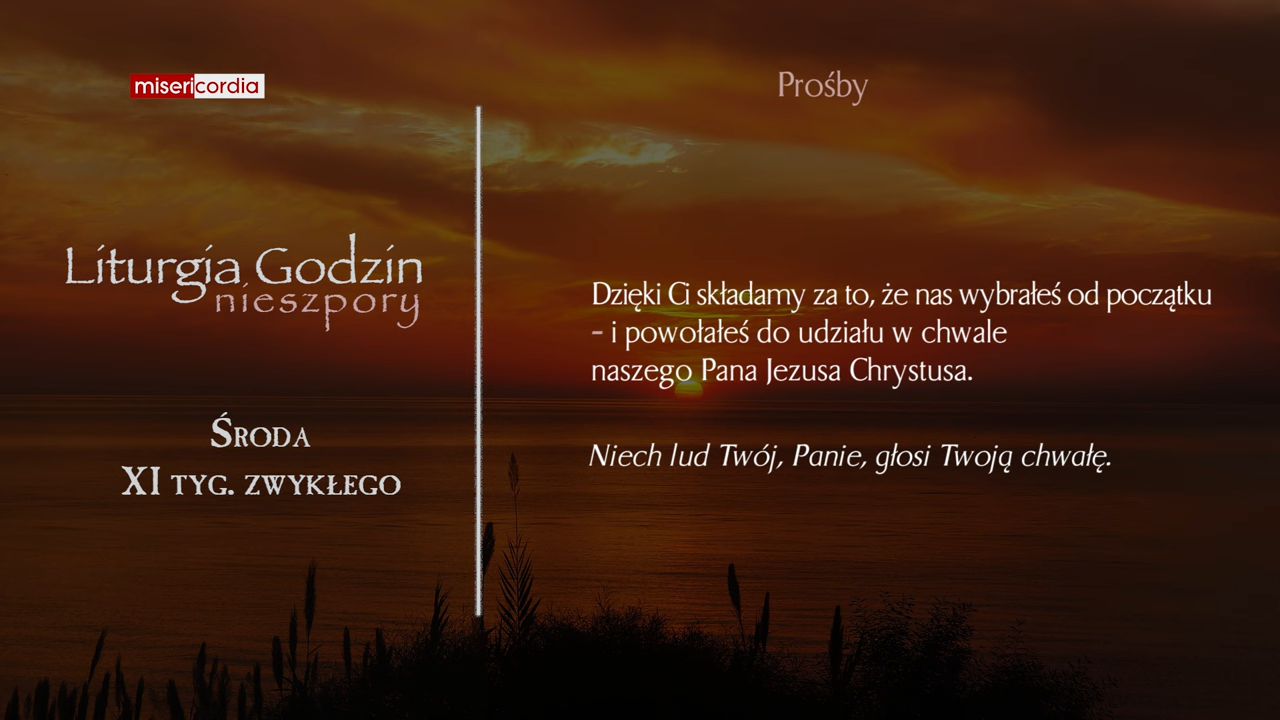 misericordia
Prośby
Liturgia Godzin
nieszpory
Środa
XI tyg. zwykłego
Dzięki Ci składamy za to, że nas wybrałeś od początku
- i powołałeś do udziału w chwale
naszego Pana Jezusa Chrystusa.
Niech lud Twój, Panie, głosi Twoją chwałę.